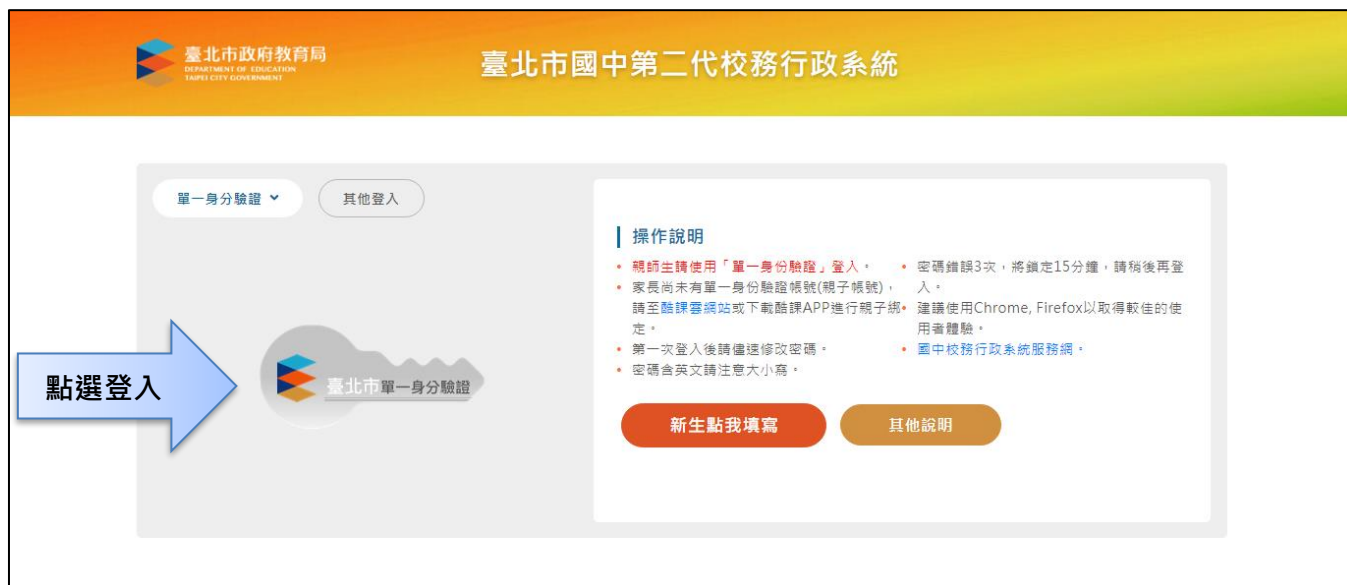 臺北市政府教育局
DEPARTMENT OF EDUCATION
TAIPEI CITY GOVERNMENT
臺北市國中第二代校務行政系統
單一身分驗證
其他登入
點選登入
臺北市單一身分驗證
操作說明
• 親師生請使用「單一身份驗證」登入。
• 家長尚未有單一身份驗證帳號(親子帳號)，
請至酷課雲網站或下載酷課APP進行親子綁
定。
• 第一次登入後請儘速修改密碼。
• 密碼含英文請注意大小寫。
• 密碼錯誤3次，將鎖定15分鐘，請稍後再登
入。
• 建議使用Chrome, Firefox以取得較佳的使
用者體驗。
• 國中校務行政系統服務網。
新生點我填寫
其他說明